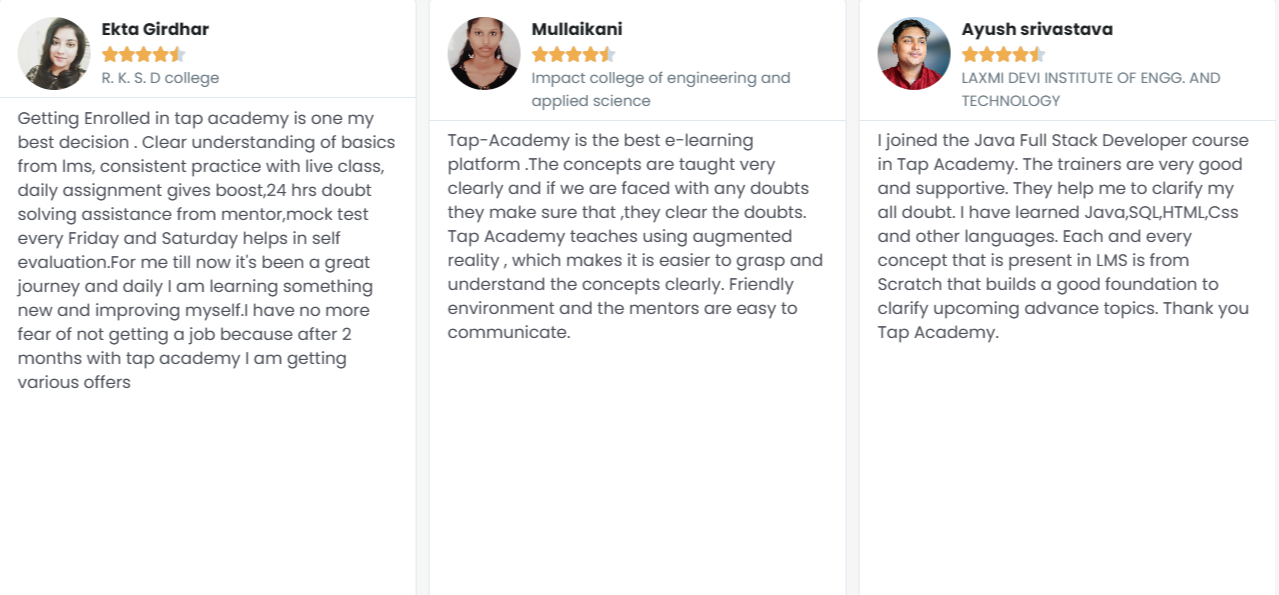 Ekta Girdhar
R. K. S. D college
Getting Enrolled in tap academy is one my
best decision . Clear understanding of basics
from lms, consistent practice with live class,
daily assignment gives boost,24 hrs doubt
solving assistance from mentor,mock test
every Friday and Saturday helps in self
evaluation.For me till now it's been a great
journey and daily I am learning something
new and improving myself.I have no more
fear of not getting a job because after 2
months with tap academy I am getting
various offers
Mullaikani
Impact college of engineering and
applied science
Tap-Academy is the best e-learning
platform .The concepts are taught very
clearly and if we are faced with any doubts
they make sure that ,they clear the doubts.
Tap Academy teaches using augmented
reality , which makes it is easier to grasp and
understand the concepts clearly. Friendly
environment and the mentors are easy to
communicate.
Ayush srivastava
LAXMI DEVI INSTITUTE OF ENGG. AND
TECHNOLOGY
I joined the Java Full Stack Developer course
in Tap Academy. The trainers are very good
and supportive. They help me to clarify my
all doubt. I have learned Java,SQL,HTML,Css
and other languages. Each and every
concept that is present in LMS is from
Scratch that builds a good foundation to
clarify upcoming advance topics. Thank you
Tap Academy.